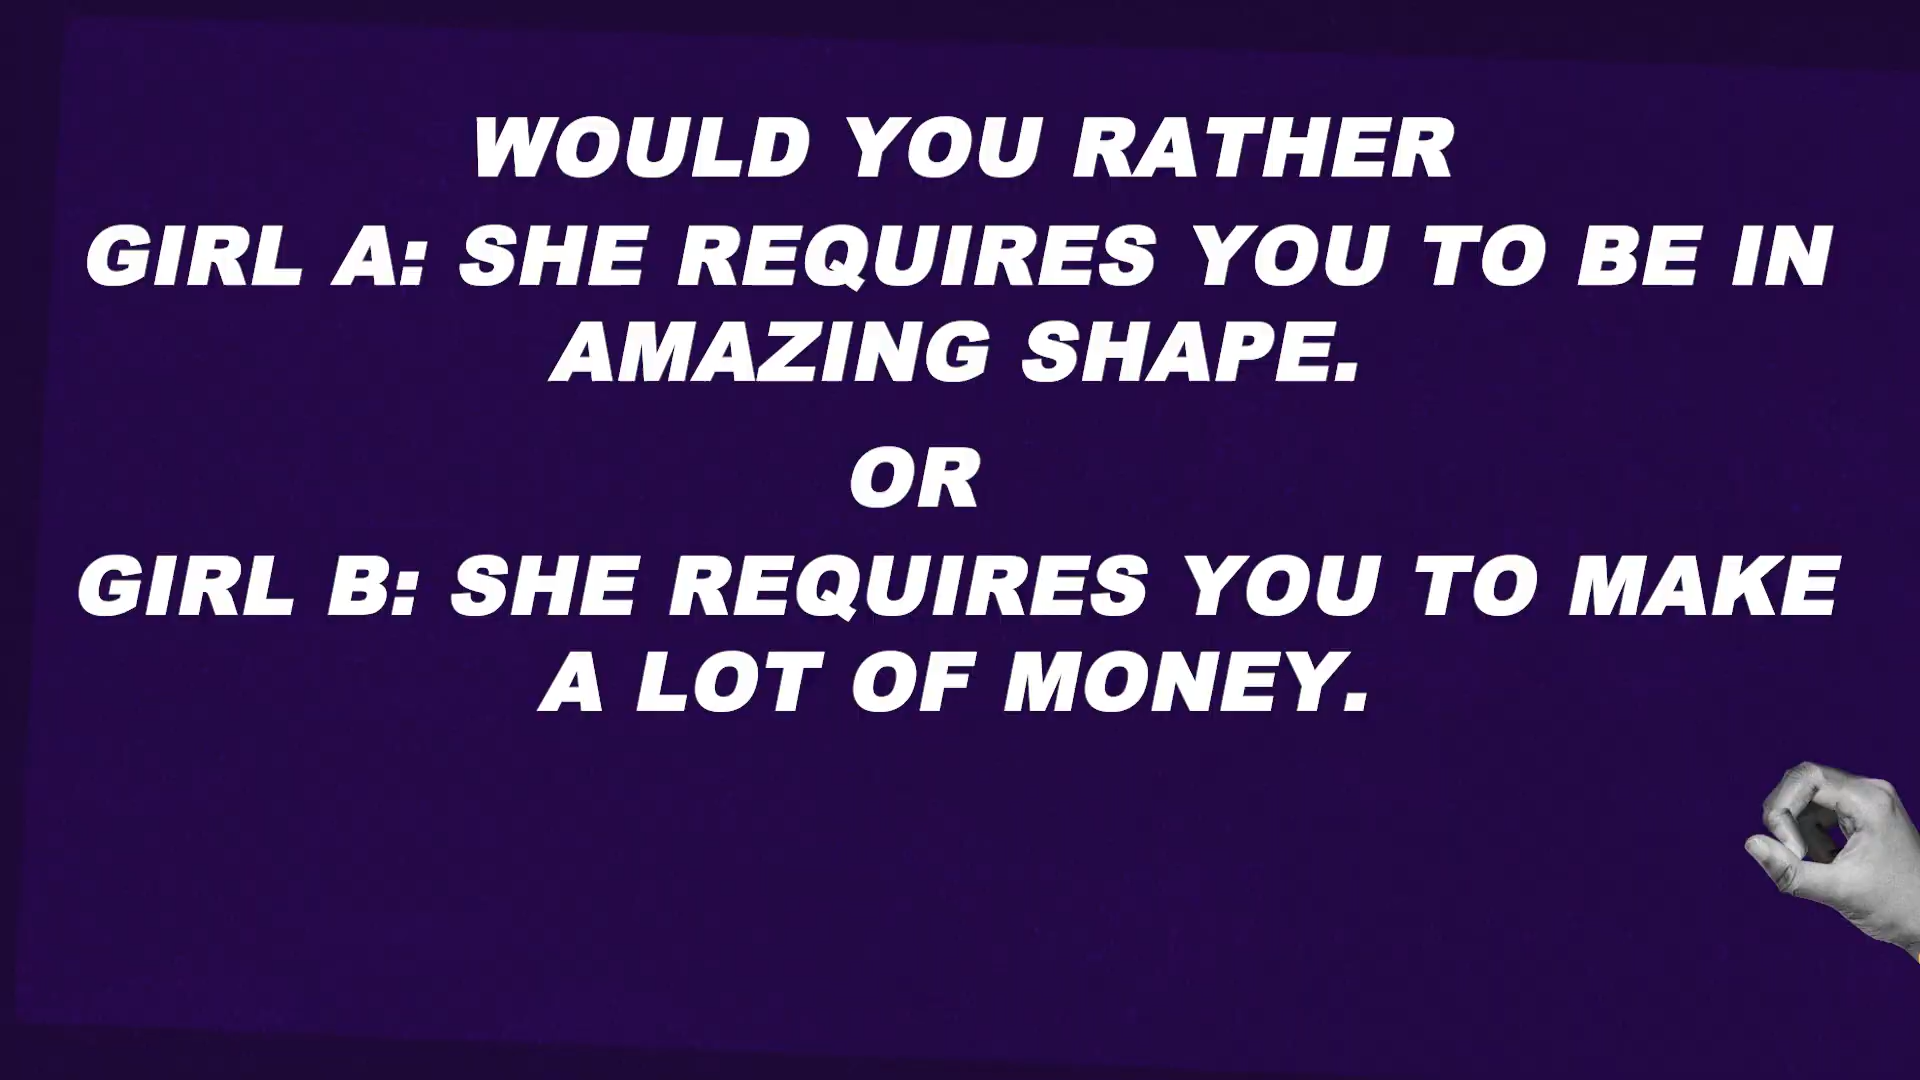 WOULD YOU RATHER
GIRL A: SHE REQUIRES YOU TO BE IN
AMAZING SHAPE.
OR
GIRL B: SHE REQUIRES YOU TO MAKE
A LOT OF MONEY.